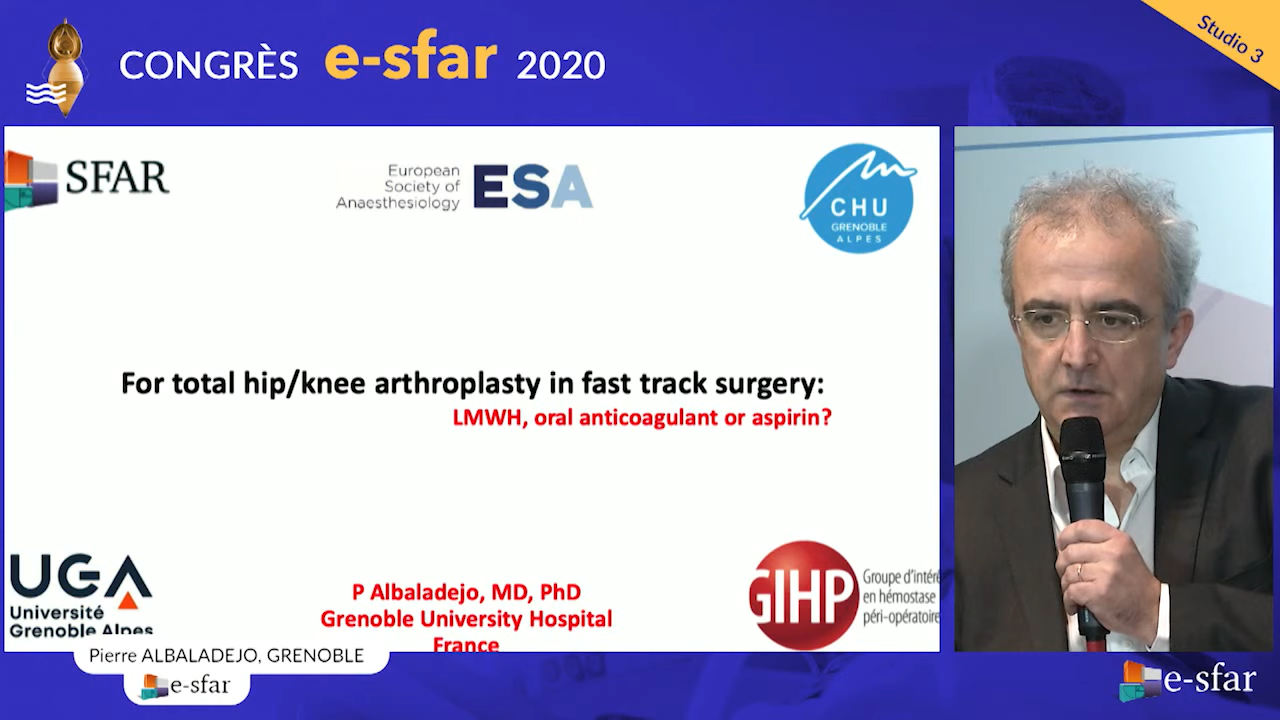 CONGRÈS e-sfar 2020
Studio 3
SFAR
European
Society of
Anaesthesiology
ESA
CHU
GRENOBLE
ALPES
For total hip/knee arthroplasty in fast track surgery:
LMWH, oral anticoagulant or aspirin?
UGA
Université
Grenoble Alpes
P Albaladejo, MD, PhD
Grenoble University Hospital
France
GIHP
Groupe d'intérê
en hémostase
péri-opératoire
Pierre ALBALADEJO, GRENOBLE
e-sfar
e-sfar